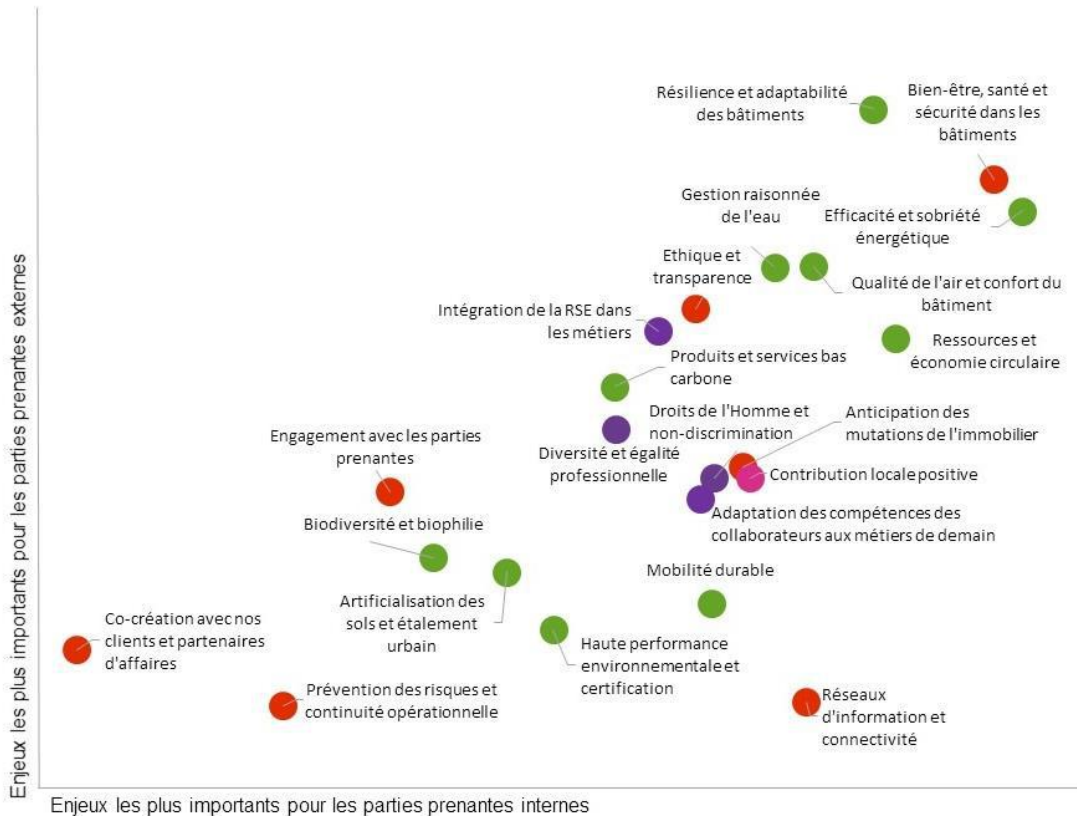 Résilience et adaptabilité
des bâtiments
Bien-être, santé et
sécurité dans les
bâtiments
Gestion raisonnée
de l'eau
Efficacité et sobriété
énergétique
Ethique et
transparence
Qualité de l'air et confort du
bâtiment
Intégration de la RSE dans
les métiers
Ressources et
économie circulaire
Produits et services bas
carbone
Droits de l'Homme et
non-discrimination
Anticipation des
mutations de l'immobilier
Engagement avec les parties
prenantes
Diversité et égalité
professionnelle
Contribution locale positive
Adaptation des compétences des
collaborateurs aux métiers de demain
Biodiversité et biophilie
Mobilité durable
Artificialisation des
sols et étalement
urbain
Co-création avec nos
clients et partenaires
d'affaires
Haute performance
environnementale et
certification
Prévention des risques et
continuité opérationnelle
Réseaux
d'information et
connectivité
Enjeux les plus importants pour les parties prenantes externes
Enjeux les plus importants pour les parties prenantes internes